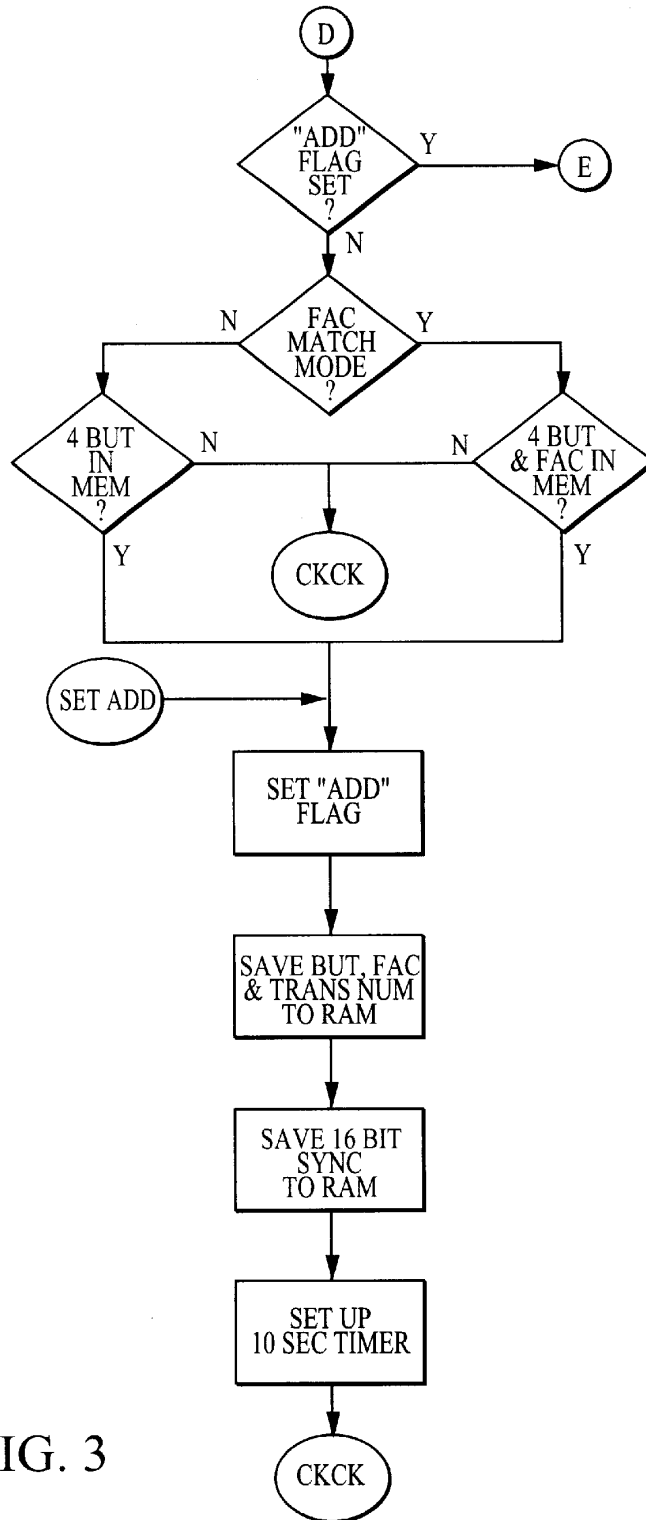 D
"ADD"
FLAG
SET
?
Y
E
N
N
FAC
MATCH
MODE
?
Y
4 BUT
IN
MEM
?
N
N
4 BUT
& FAC IN
MEM
?
Y
CKCK
Y
SET ADD
SET "ADD"
FLAG
SAVE BUT, FAC
& TRANS NUM
TO RAM
SAVE 16 BIT
SYNC
TO RAM
SET UP
10 SEC TIMER
IG. 3
CKCK